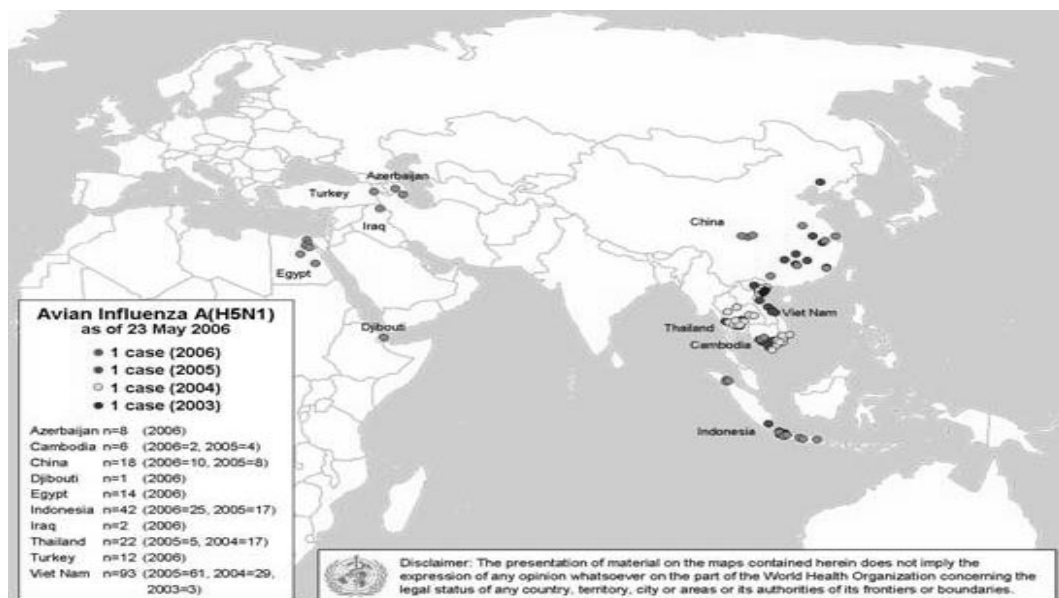 Azerbaijan
Turkey
Iraq
China
Egypt
Djibouti
Viet Nam
Thailand
Cambodia
Indonesia
Avian Influenza A(H5N1)
as of 23 May 2006
1 case (2006)
1 case (2005)
1 case (2004)
1 case (2003)
Azerbaijan n=8 (2006)
Cambodia n=6 (2006=2, 2005=4)
China n=18 (2006=10, 2005=8)
Djibouti n=1 (2006)
Egypt n=14 (2006)
Indonesia n=42 (2006=25, 2005=17)
Iraq n=2 (2006)
Thailand n=22 (2005=5, 2004=17)
Turkey n=12 (2006)
Viet Nam n=93 (2005=61, 2004=29,
2003=3)
Disclaimer: The presentation of material on the maps contained herein does not imply the
expression of any opinion whatsoever on the part of the World Health Organization concerning the
legal status of any country, territory, city or areas or its authorities of its frontiers or boundaries.